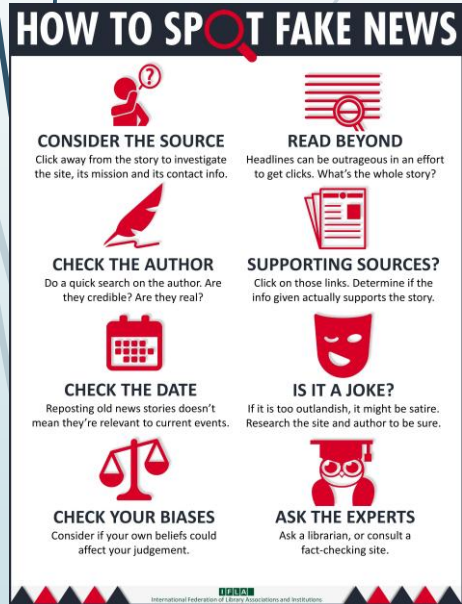 HOW TO SPOT FAKE NEWS
?
CONSIDER THE SOURCE
Click away from the story to investigate
the site, its mission and its contact info.
READ BEYOND
Headlines can be outrageous in an effort
to get clicks. What's the whole story?
CHECK THE AUTHOR
Do a quick search on the author. Are
they credible? Are they real?
SUPPORTING SOURCES?
Click on those links. Determine if the
info given actually supports the story.
CHECK THE DATE
Reposting old news stories doesn't
mean they're relevant to current events.
IS IT A JOKE?
If it is too outlandish, it might be satire.
Research the site and author to be sure.
CHECK YOUR BIASES
Consider if your own beliefs could
affect your judgement.
ASK THE EXPERTS
Ask a librarian, or consult a
fact-checking site.
IFLA
International Federation of Library Associations and Institutions